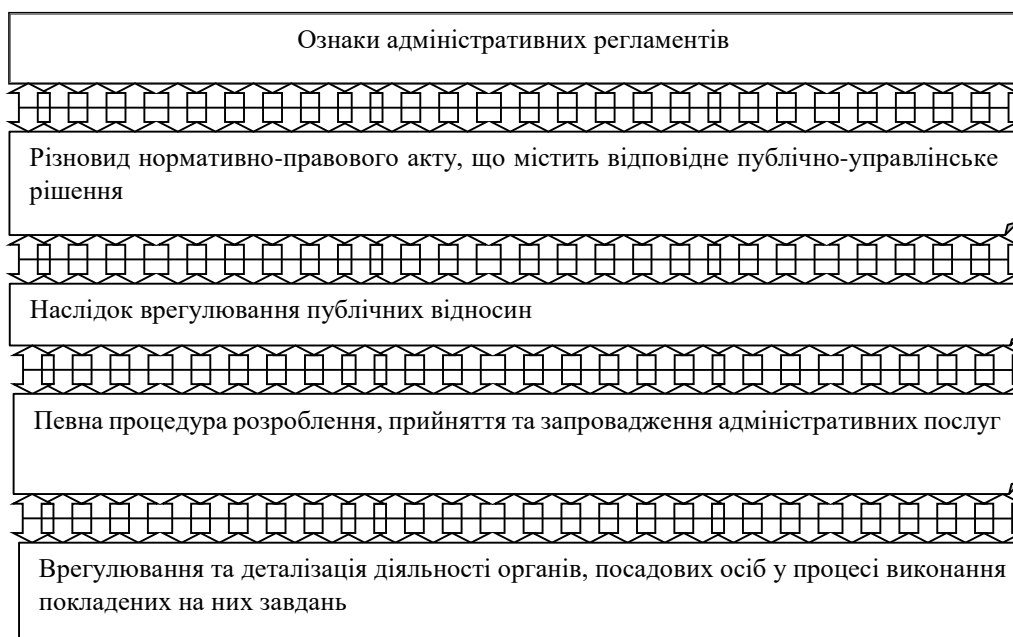 Ознаки адміністративних регламентів
Різновид нормативно-правового акту, що містить відповідне публічно-управлінське
рішення
Наслідок врегулювання публічних відносин
Певна процедура розроблення, прийняття та запровадження адміністративних послуг
Врегулювання та деталізація діяльності органів, посадових осіб у процесі виконання
покладених на них завдань